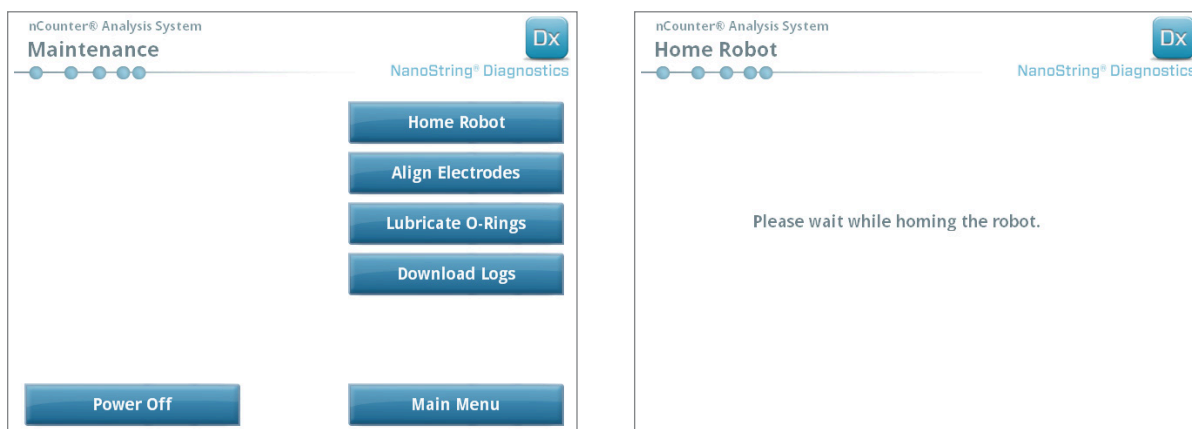 nCounter® Analysis System
Maintenance
Dx
NanoString® Diagnostics
Home Robot
Align Electrodes
Lubricate O-Rings
Download Logs
Power Off
Main Menu
nCounter® Analysis System
Home Robot
Dx
NanoString® Diagnostics
Please wait while homing the robot.